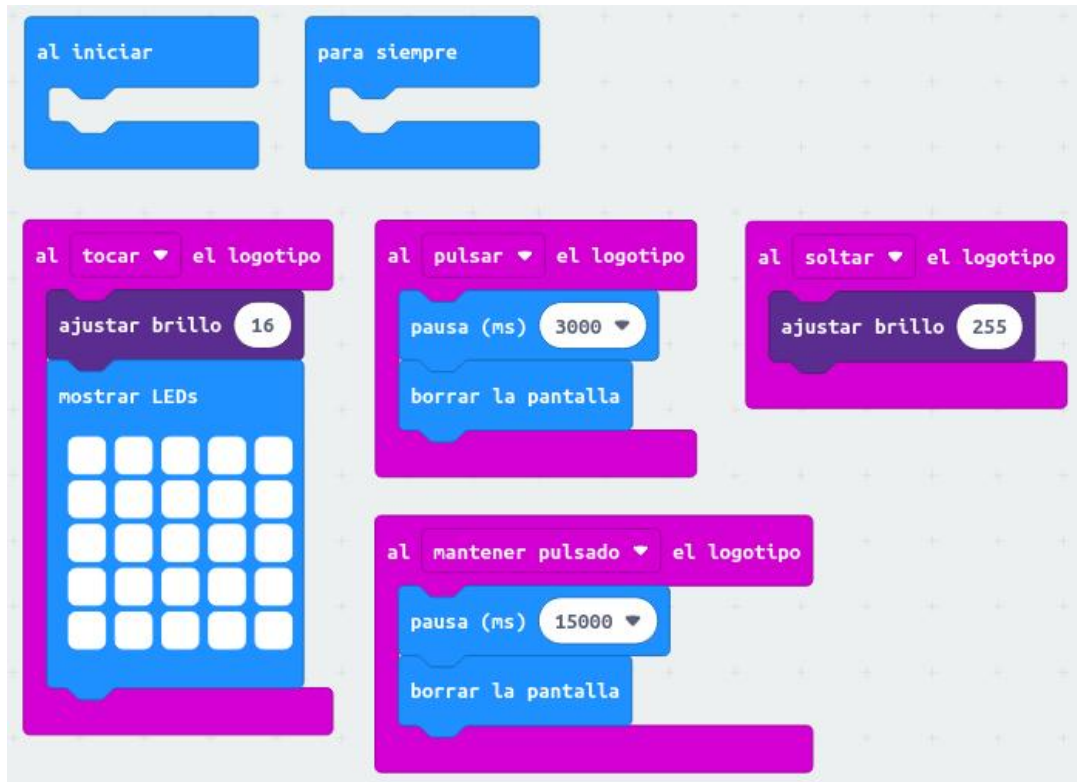 al iniciar
para siempre
al tocar el logotipo
ajustar brillo 16
mostrar LEDs
al pulsar el logotipo
pausa (ms) 3000
borrar la pantalla
al soltar el logotipo
ajustar brillo 255
al mantener pulsado el logotipo
pausa (ms) 15000
borrar la pantalla